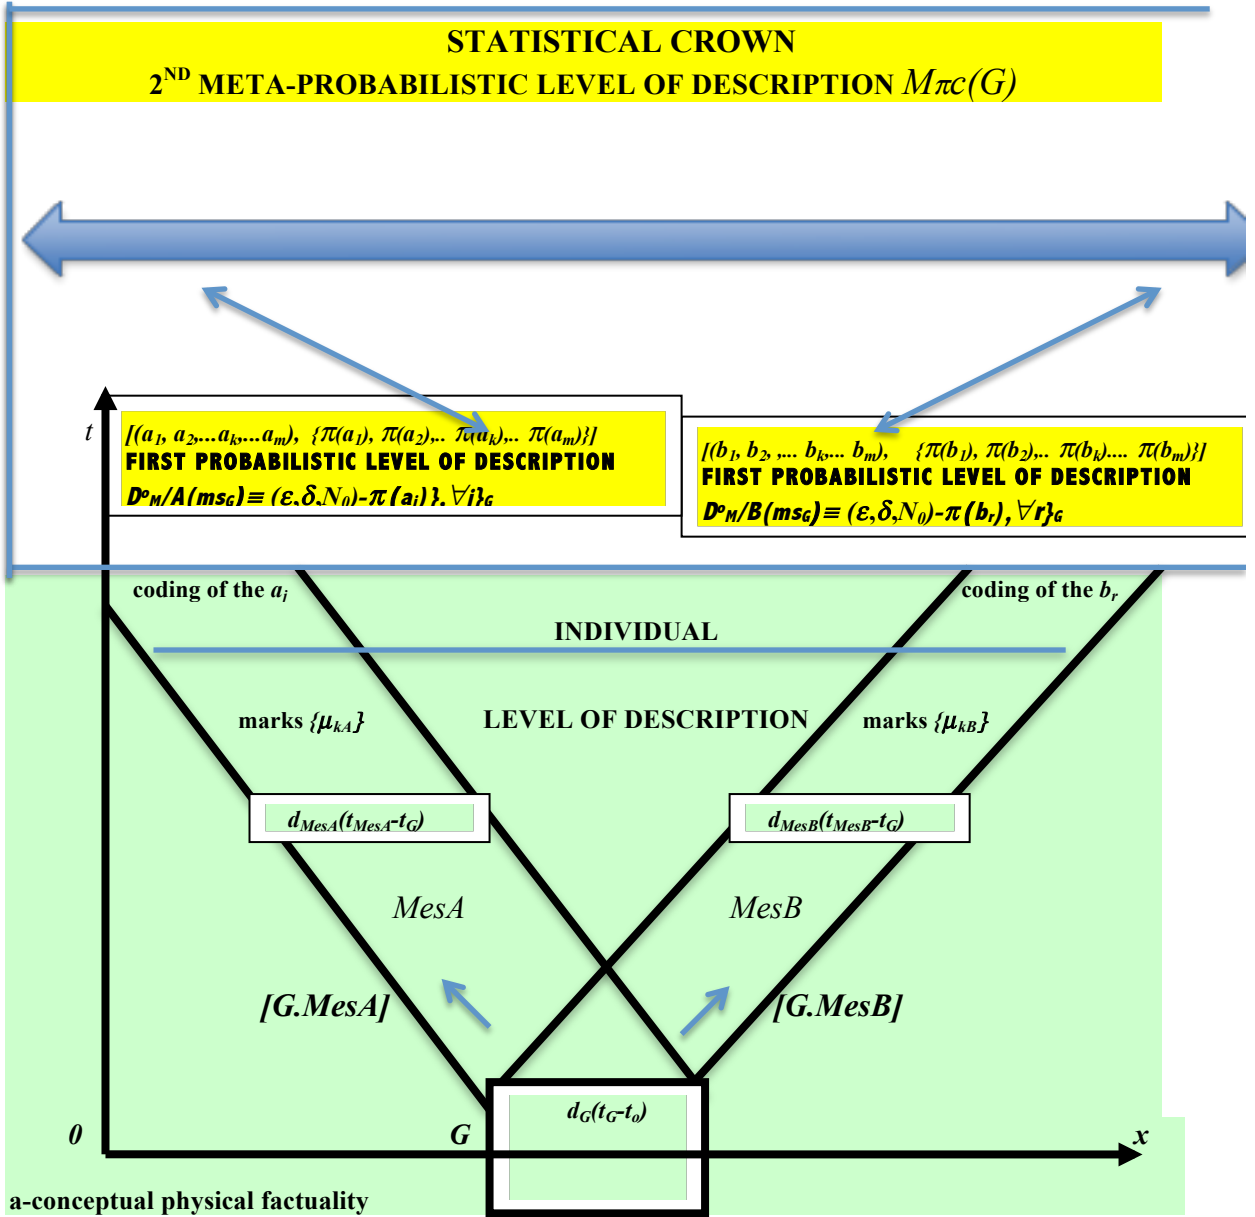 STATISTICAL CROWN
2ND META-PROBABILISTIC LEVEL OF DESCRIPTION Mπc(G)
t
[(a1, a2,...ak,...am), {π(a1), π(a2),.. π(ak),.. π(am)}]
FIRST PROBABILISTIC LEVEL OF DESCRIPTION
D°M/A(msG)≡ (ε,δ,N0)-π(aj)},∀j}G
[(b1, b2, ,... bk,... bm), {π(b1), π(b2),.. π(bk).... π(bm)}]
FIRST PROBABILISTIC LEVEL OF DESCRIPTION
D°M/B(msG)≡ (ε,δ,N0)-π(br),∀r}G
coding of the aj
coding of the br
INDIVIDUAL
marks {μkA}
LEVEL OF DESCRIPTION
marks {μkB}
dMesA(tMesA-tG)
dMesB(tMesB-tG)
MesA
MesB
[G.MesA]
[G.MesB]
dG(tG-to)
0
G
x
a-conceptual physical factuality